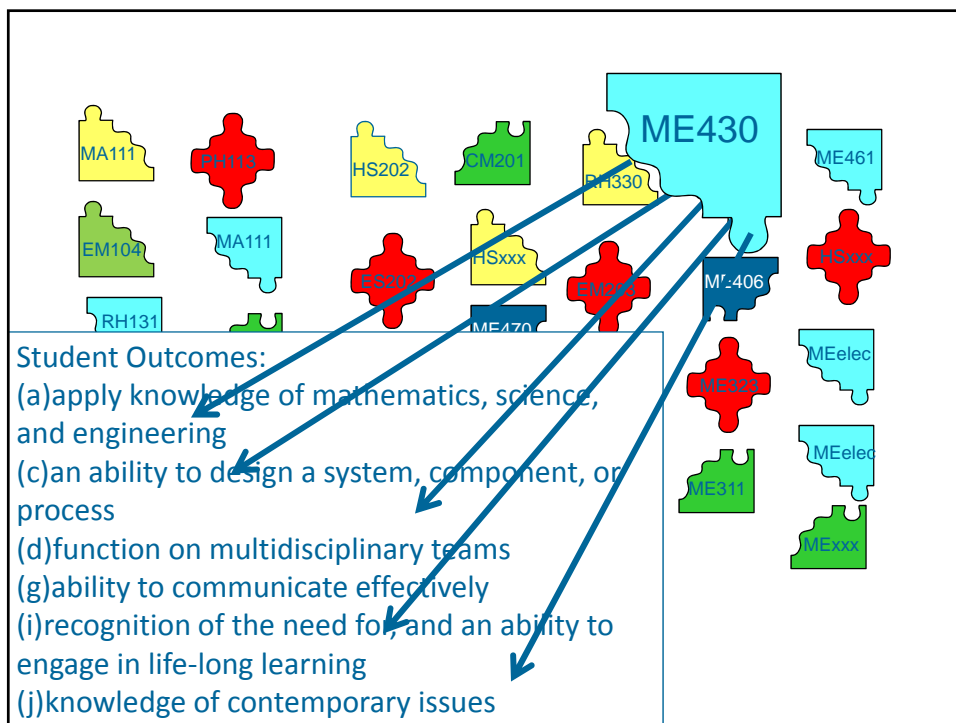 ME430
MA111
PH113
HS202
CM201
RH330
ME461
EM104
MA111
ES202
HSxxx
HSxxx
ME406
RH131
ME470
MEelec
ME323
MEelec
ME311
MExxx
Student Outcomes:
(a)apply knowledge of mathematics, science,
and engineering
(c)an ability to design a system, component, or
process
(d)function on multidisciplinary teams
(g)ability to communicate effectively
(i)recognition of the need for, and an ability to
engage in life-long learning
(j)knowledge of contemporary issues